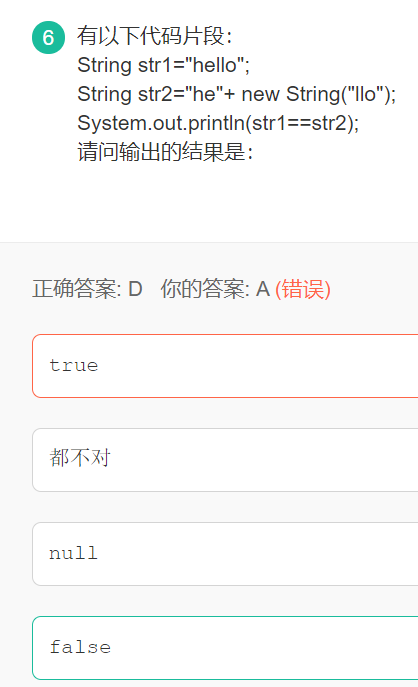 6 有以下代码片段：
String str1="hello";
String str2="he"+ new String("llo");
System.out.println(str1==str2);
请问输出的结果是：
正确答案: D 你的答案: A (错误)
true
都不对
null
false